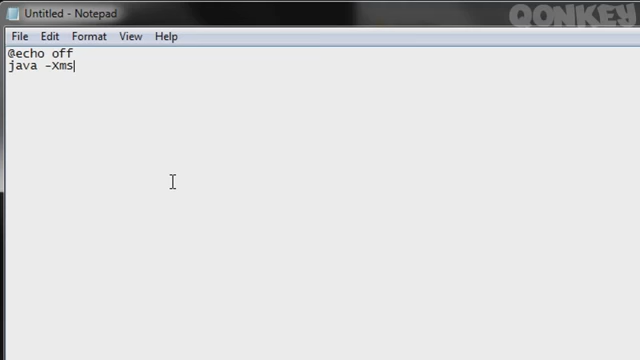 QONKEY
Untitled - Notepad
File Edit Format View Help
@echo off
java -Xms